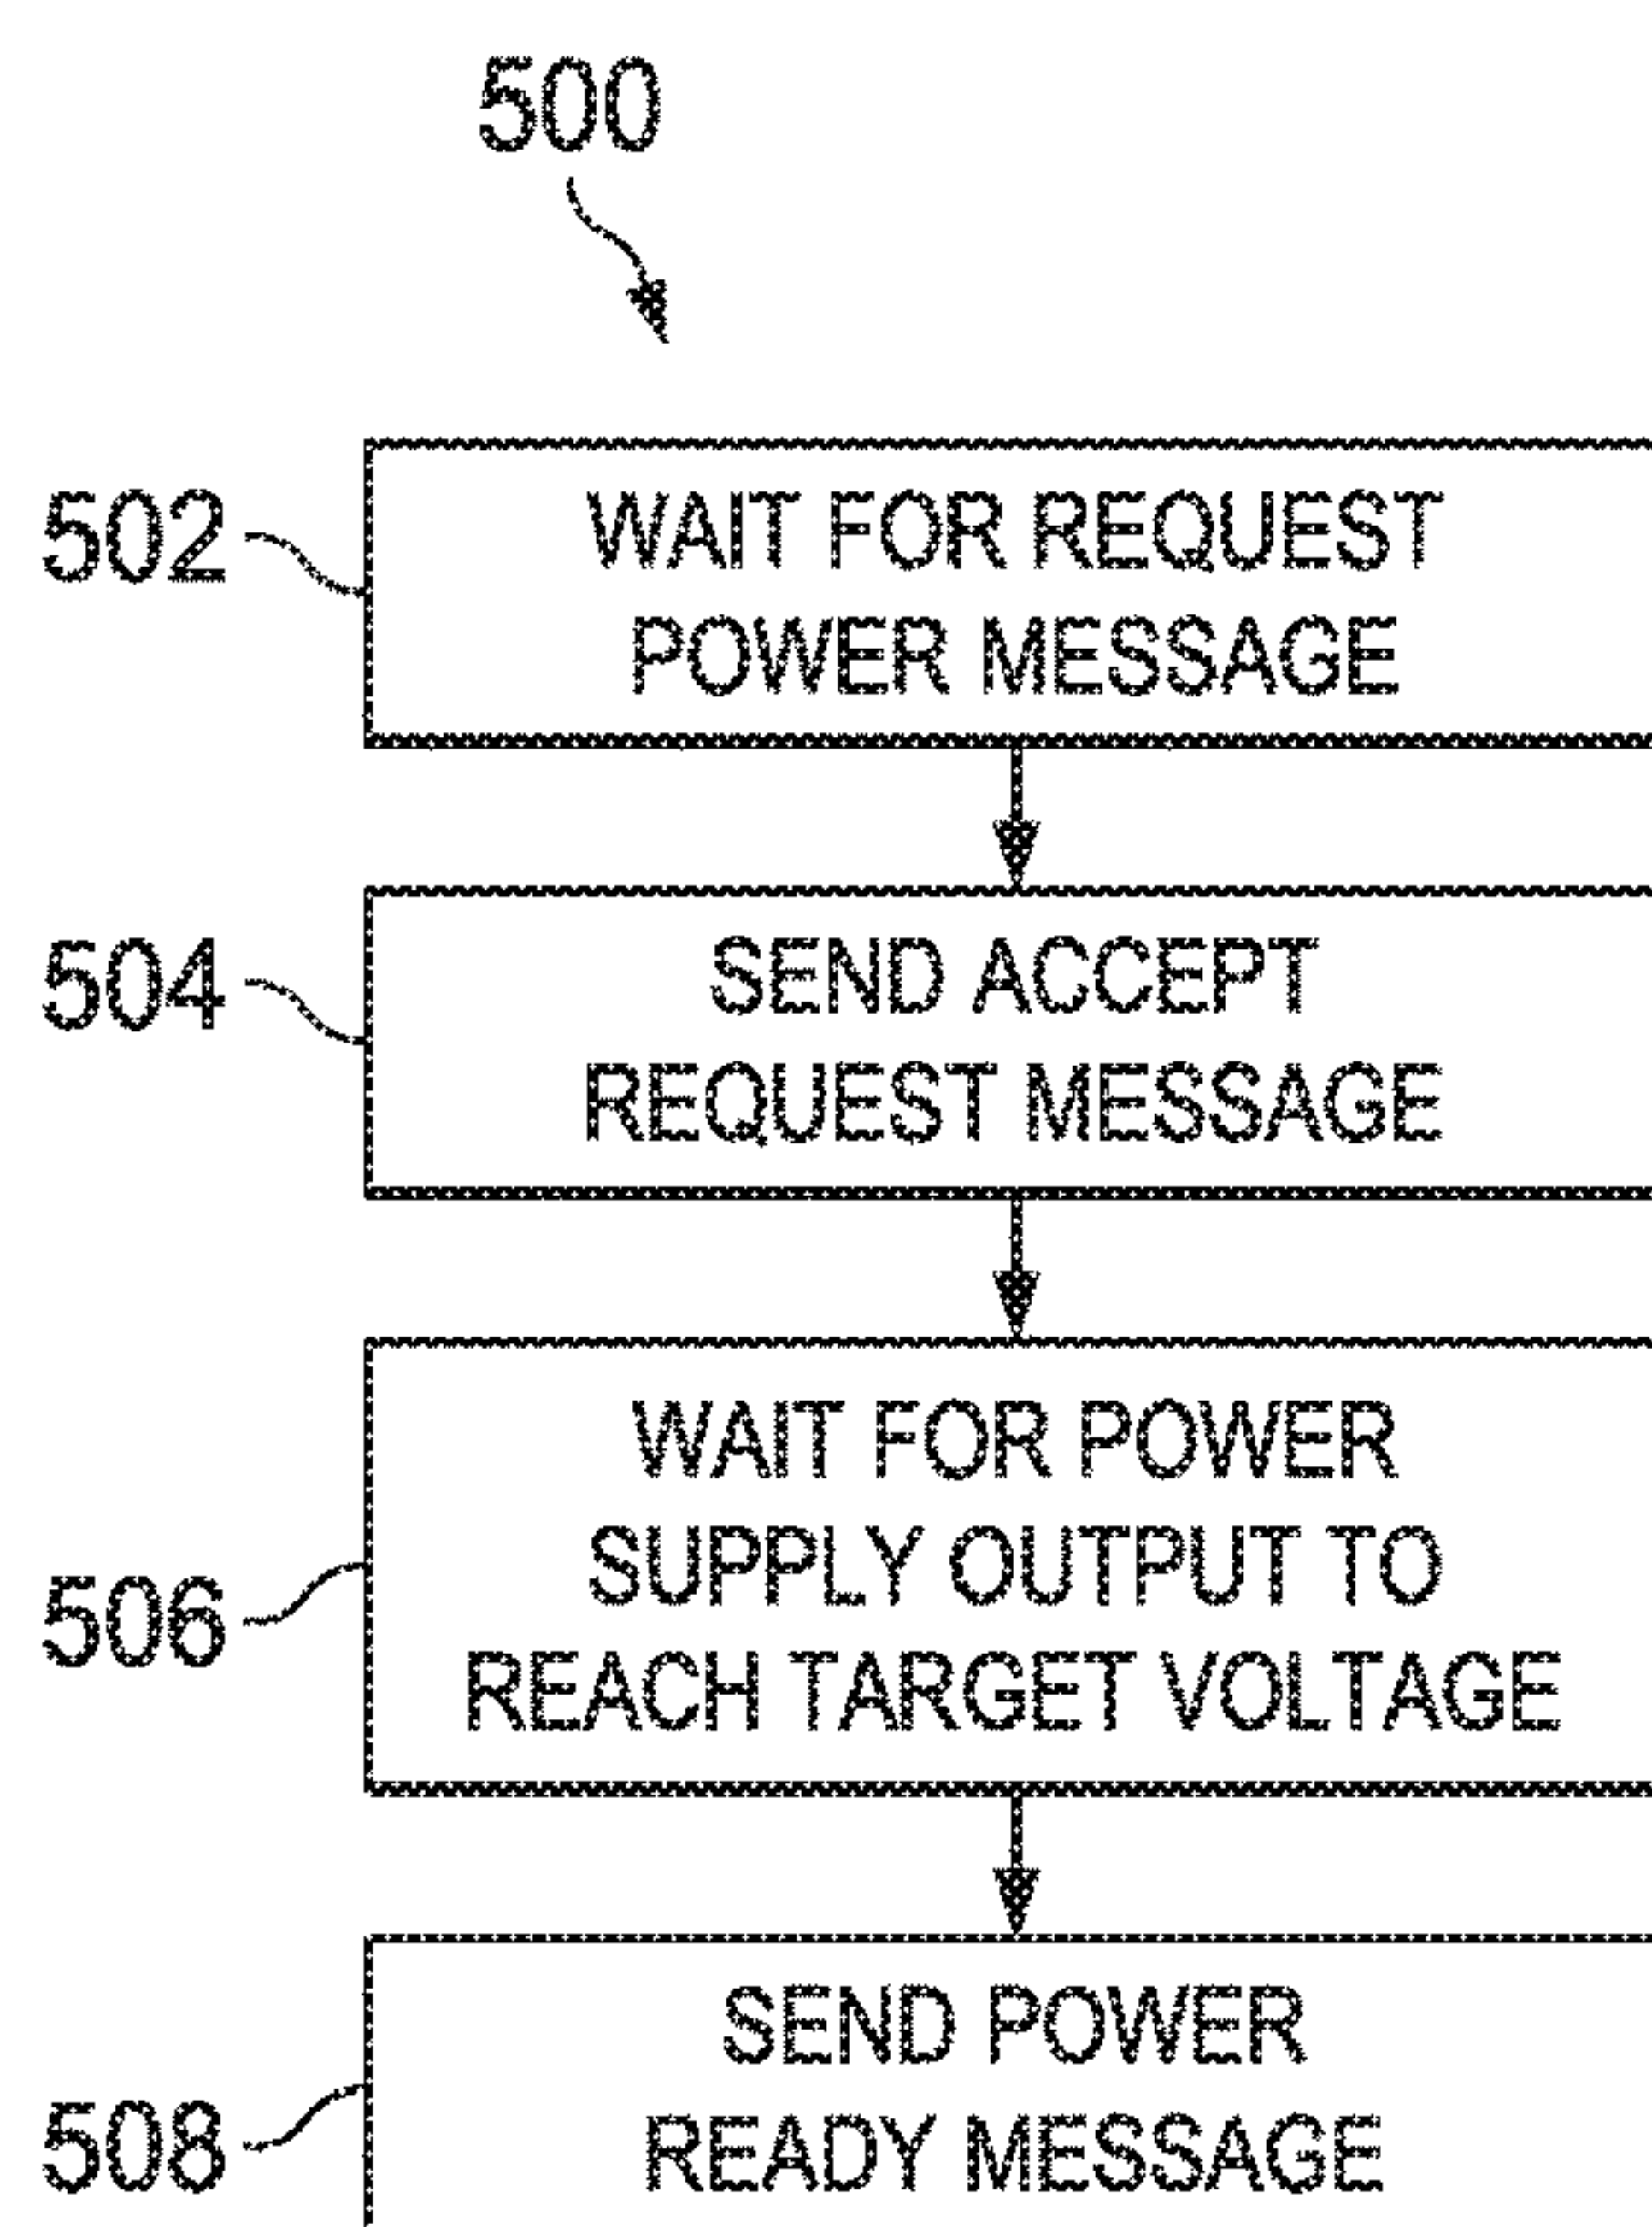 500
502
WAIT FOR REQUEST
POWER MESSAGE
504
SEND ACCEPT
REQUEST MESSAGE
506
WAIT FOR POWER
SUPPLY OUTPUT TO
REACH TARGET VOLTAGE
508
SEND POWER
READY MESSAGE